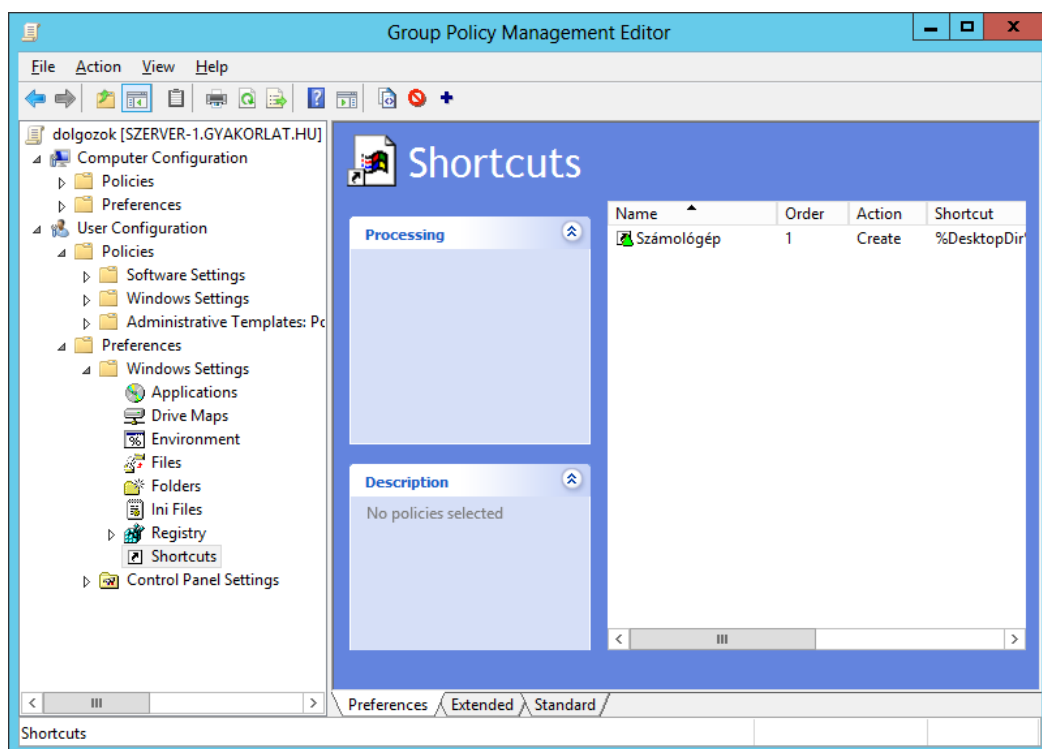 Group Policy Management Editor
File Action View Help
dolgozok [SZERVER-1.GYAKORLAT.HU]
Computer Configuration
Policies
Preferences
User Configuration
Policies
Software Settings
Windows Settings
Administrative Templates: Po
Preferences
Windows Settings
Applications
Drive Maps
Environment
Files
Folders
Ini Files
Registry
Shortcuts
Control Panel Settings
Shortcuts
Processing
Description
No policies selected
Name Order Action Shortcut
Számológép 1 Create %DesktopDir%
Preferences Extended Standard
Shortcuts